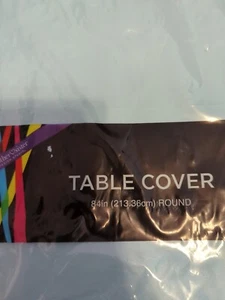 TABLE COVER
84in (213.36cm) ROUND